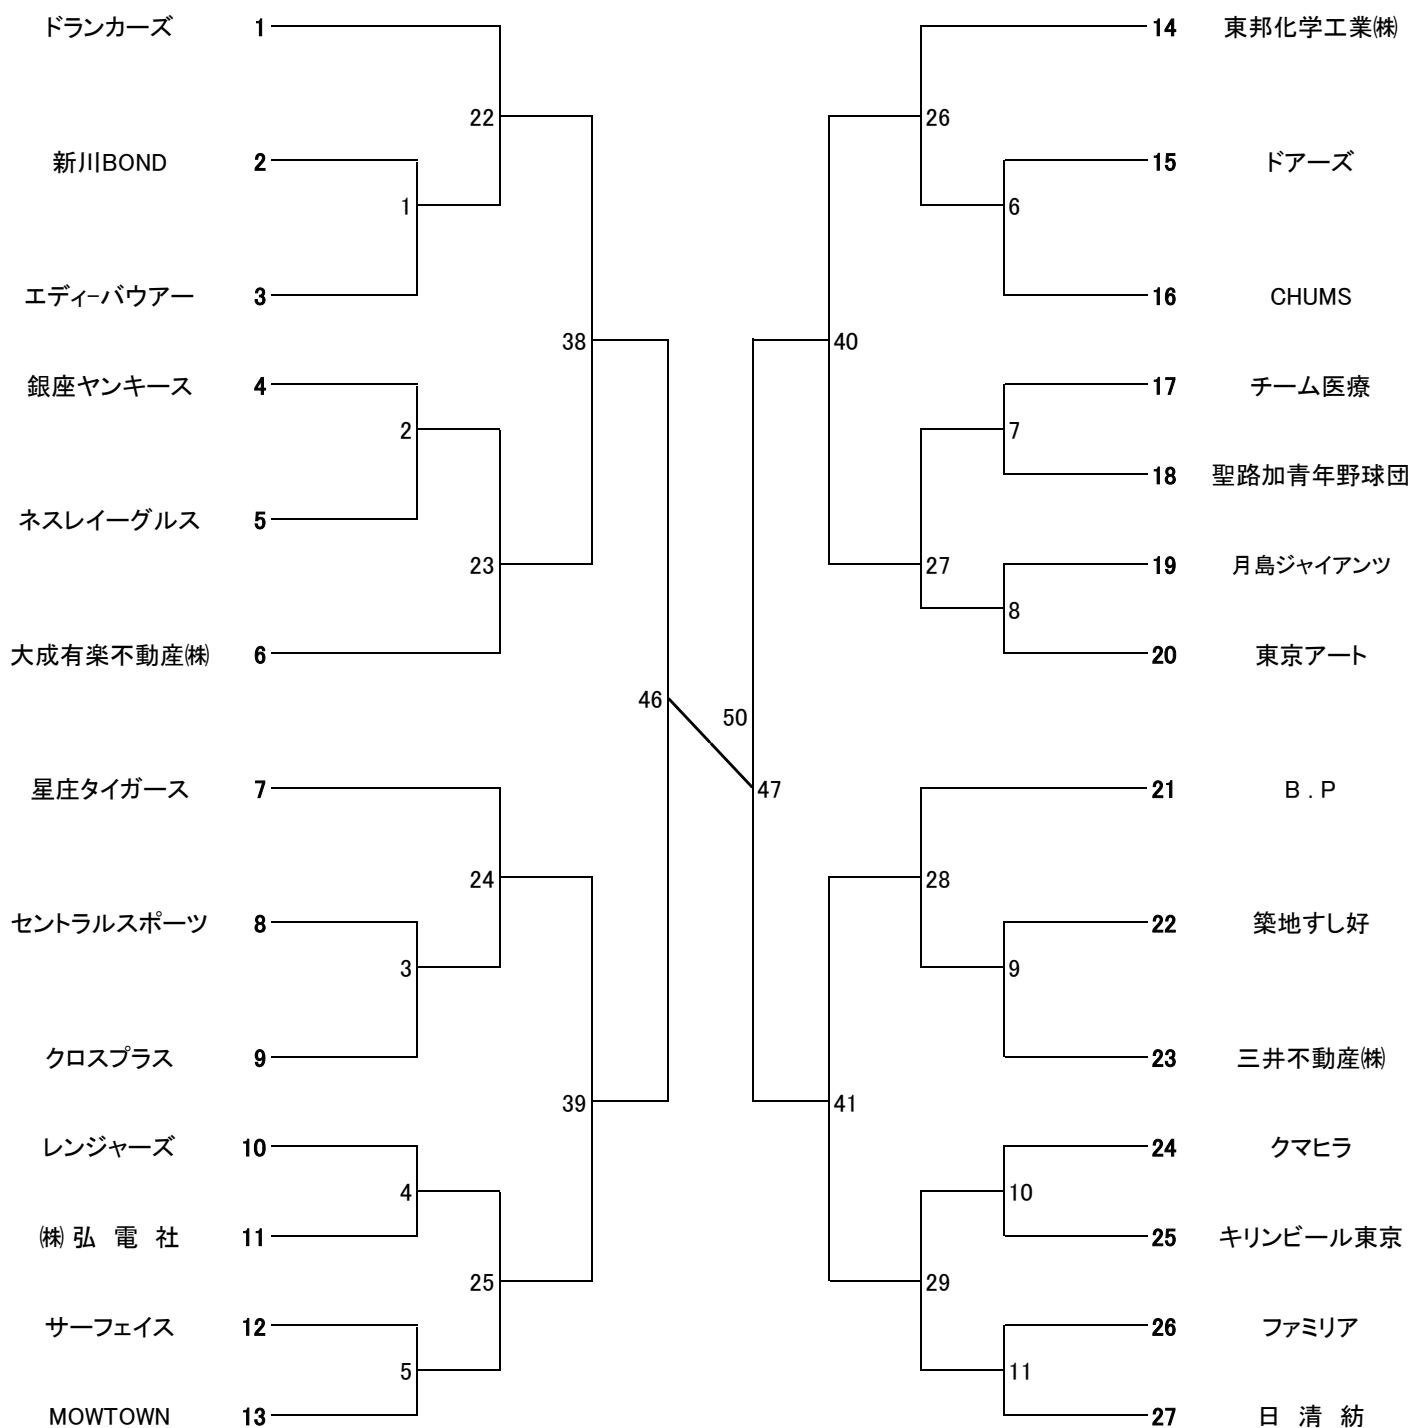 ドランカーズ 1
新川BOND 2
エディーバウアー 3
銀座ヤンキース 4
ネスレイーグルス 5
大成有楽不動産㈱ 6
星庄タイガース 7
セントラルスポーツ 8
クロスプラス 9
レンジャーズ 10
㈱ 弘 電 社 11
サーフェイス 12
MOWTOWN 13
1
2
3
4
5
22
23
24
25
38
39
46
50
47
40
41
26
27
28
29
6
7
8
9
10
11
14 東邦化学工業㈱
15 ドアーズ
16 CHUMS
17 チーム医療
18 聖路加青年野球団
19 月島ジャイアンツ
20 東京アート
21 B . P
22 築地すし好
23 三井不動産㈱
24 クマヒラ
25 キリンビール東京
26 ファミリア
27 日 清 紡